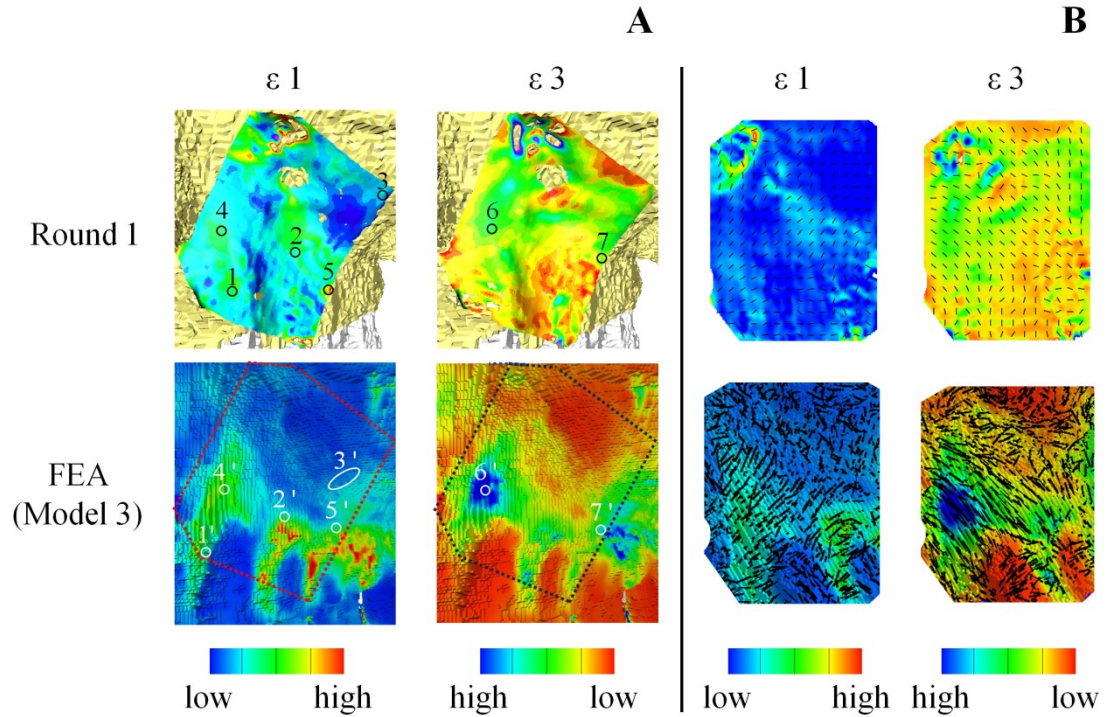 A
B
ε 1
ε 3
ε 1
ε 3
Round 1
3
4
2
1
5
6
7
FEA
(Model 3)
4'
3'
2'
5'
1'
6'
7'
low high
high low
low high
high low